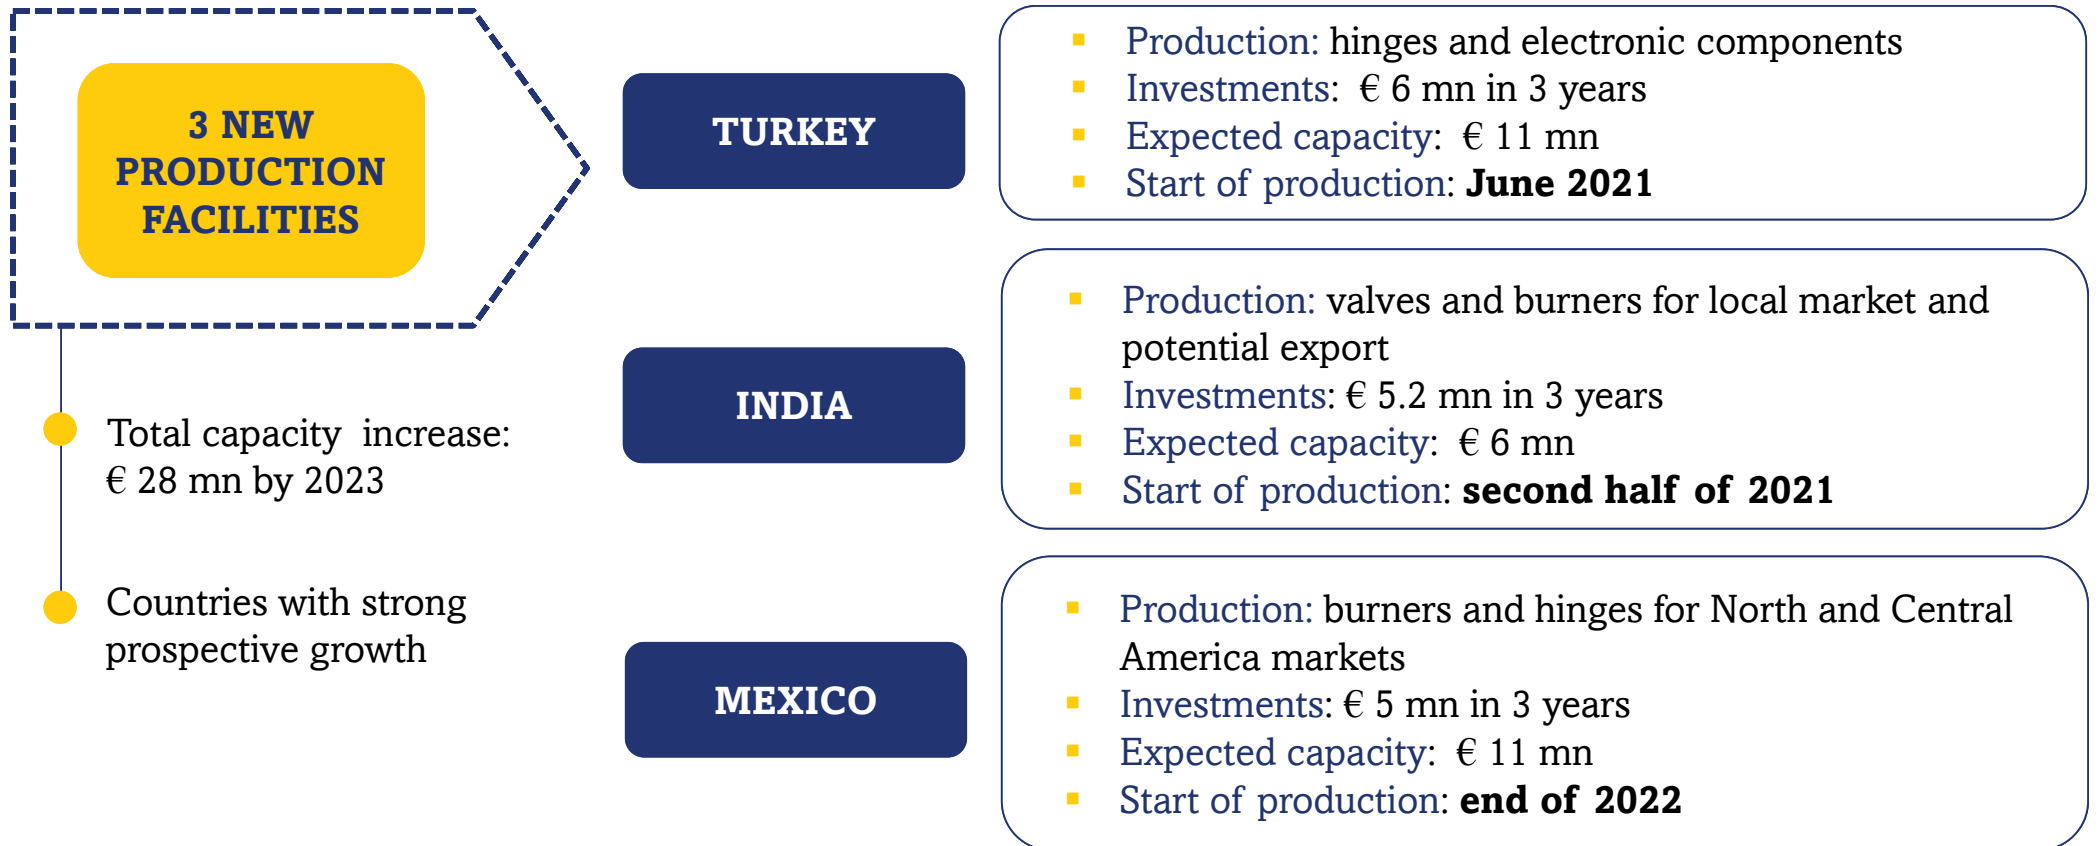 3 NEW
PRODUCTION
FACILITIES
Total capacity increase:
€ 28 mn by 2023
Countries with strong
prospective growth
TURKEY
▪ Production: hinges and electronic components
▪ Investments: € 6 mn in 3 years
▪ Expected capacity: € 11 mn
▪ Start of production: June 2021
INDIA
▪ Production: valves and burners for local market and
potential export
▪ Investments: € 5.2 mn in 3 years
▪ Expected capacity: € 6 mn
▪ Start of production: second half of 2021
MEXICO
▪ Production: burners and hinges for North and Central
America markets
▪ Investments: € 5 mn in 3 years
▪ Expected capacity: € 11 mn
▪ Start of production: end of 2022